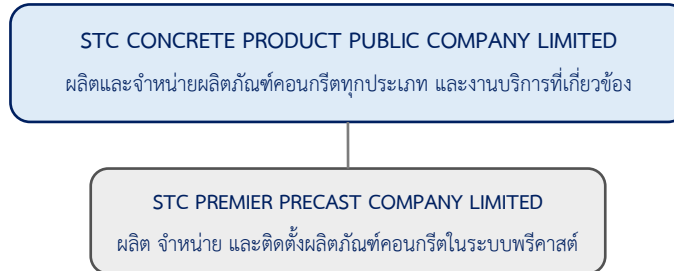 STC CONCRETE PRODUCT PUBLIC COMPANY LIMITED
ผลิตและจำหน่ายผลิตภัณฑ์คอนกรีตทุกประเภท และงานบริการที่เกี่ยวข้อง
STC PREMIER PRECAST COMPANY LIMITED
ผลิต จำหน่าย และติดตั้งผลิตภัณฑ์คอนกรีตในระบบพรีคาสต์